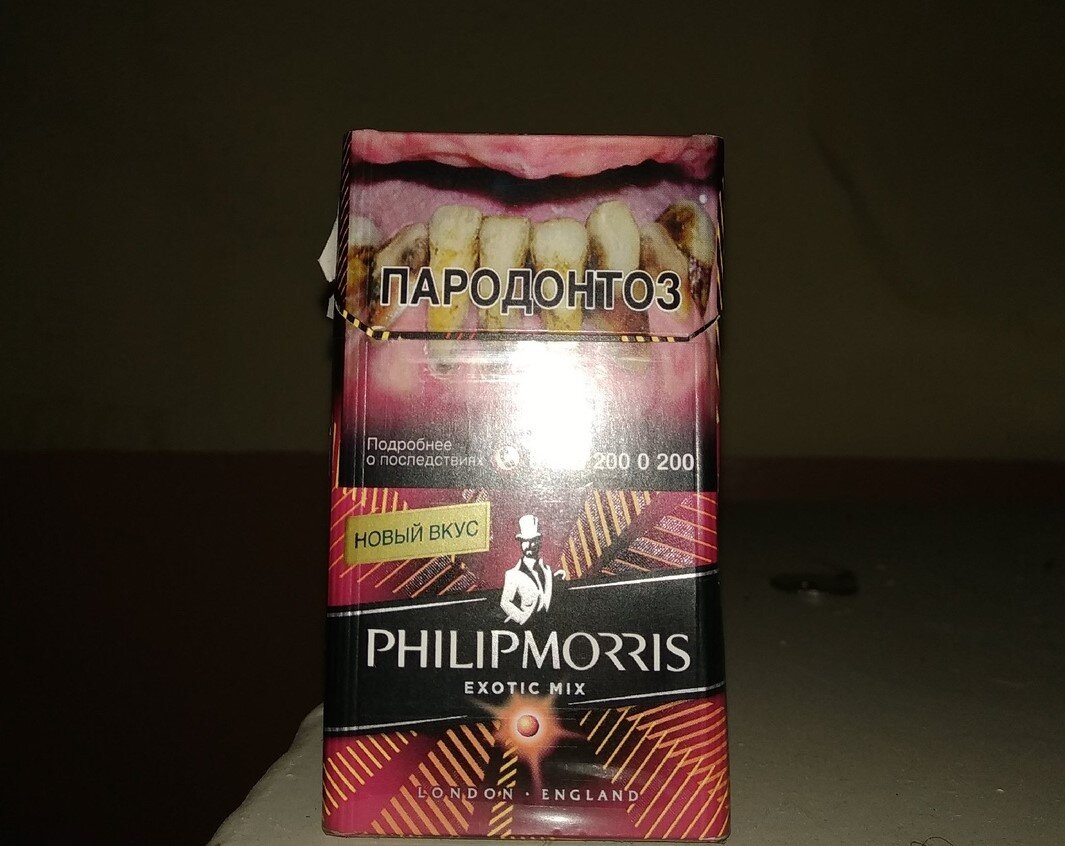 ПАРОДОНТОЗ
Подробнее
о последствиях 200 0 200
НОВЫЙ ВКУС
PHILIPMORRIS
EXOTIC MIX
LONDON · ENGLAND